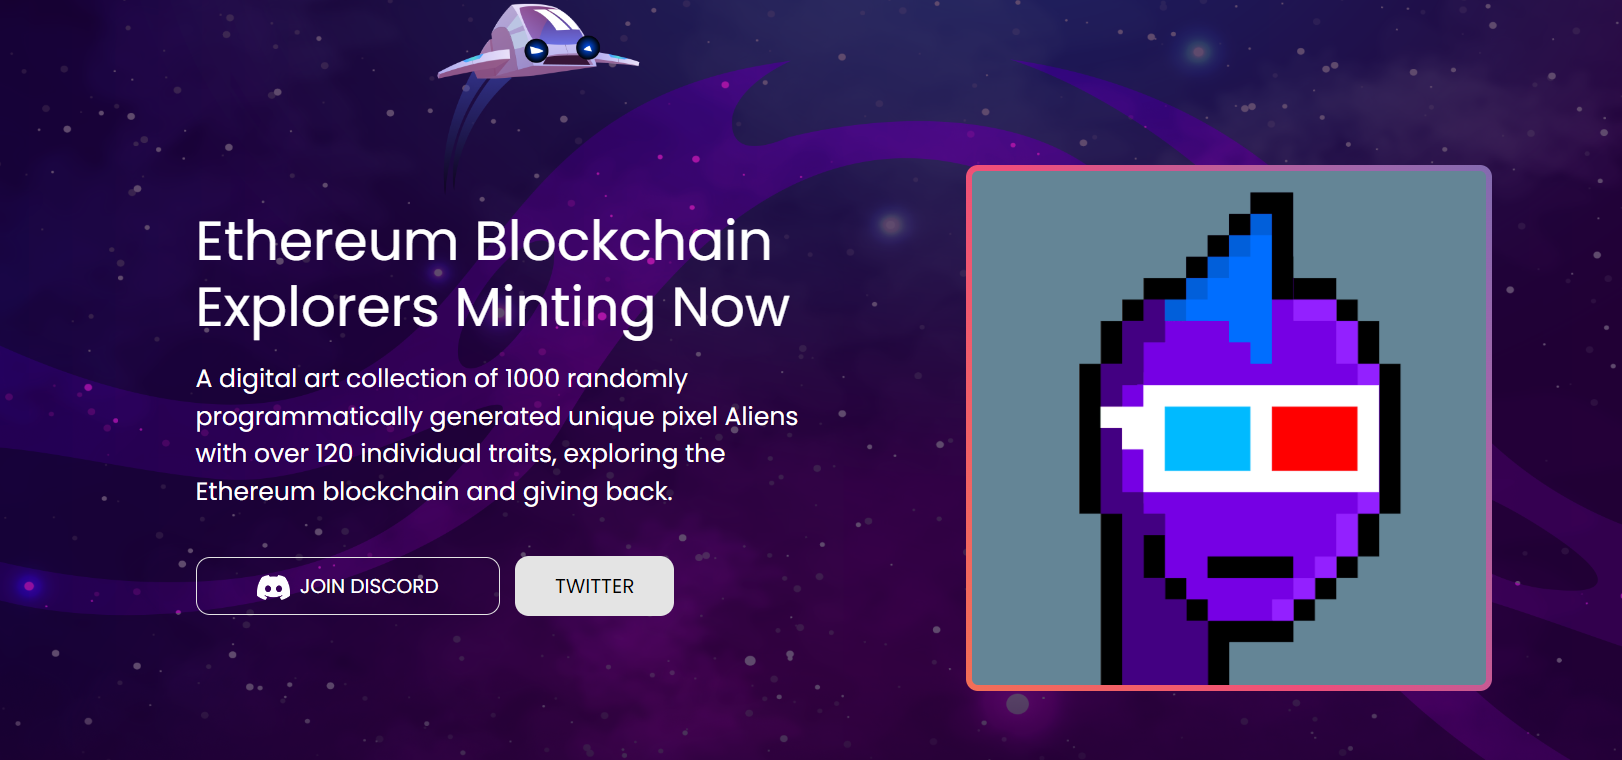 Ethereum Blockchain
Explorers Minting Now
A digital art collection of 1000 randomly
programmatically generated unique pixel Aliens
with over 120 individual traits, exploring the
Ethereum blockchain and giving back.
JOIN DISCORD
TWITTER